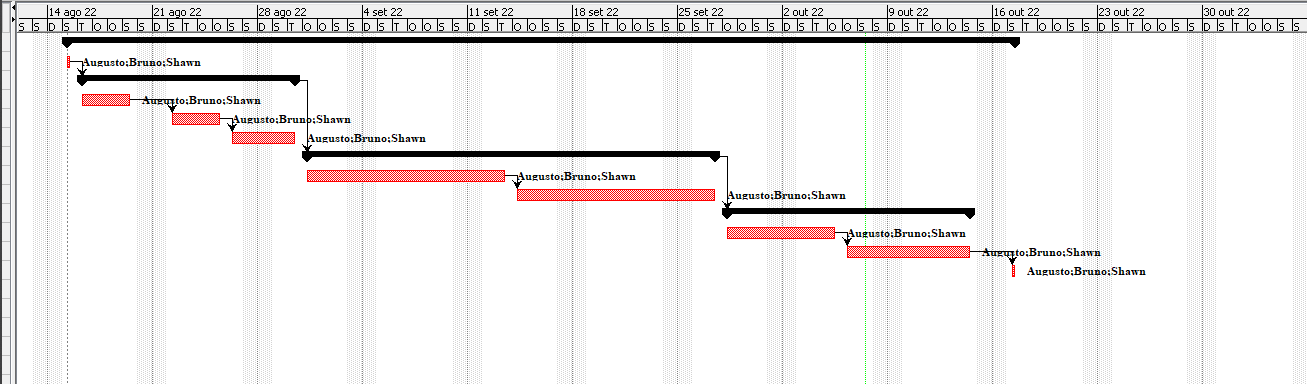 14 ago 22 21 ago 22 28 ago 22 4 set 22 11 set 22 18 set 22 25 set 22 2 out 22 9 out 22 16 out 22 23 out 22 30 out 22
S S D S T O O S S D S T O O S S D S T O O S S D S T O O S S D S T O O S S D S T O O S S D S T O O S S D S T O O S S D S T O O S S D S T O O S S D S T O O S S D S T O O S S
Augusto;Bruno;Shawn
Augusto;Bruno;Shawn
Augusto;Bruno;Shawn
Augusto;Bruno;Shawn
Augusto;Bruno;Shawn
Augusto;Bruno;Shawn
Augusto;Bruno;Shawn
Augusto;Bruno;Shawn
Augusto;Bruno;Shawn